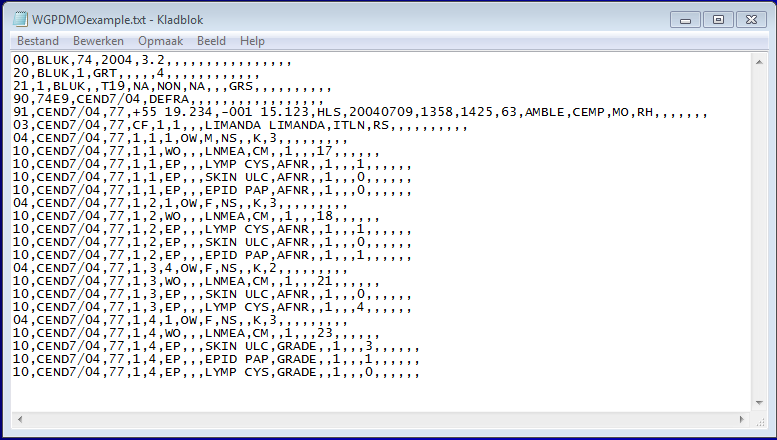 WGPDMOexample.txt - Kladblok
Bestand Bewerken Opmaak Beeld Help
00,BLUK,74,2004,3.2,,,,,,,,,,,,,,,,
20,BLUK,1,GRT,,,,,4,,,,,,,,,,,,
21,1,BLUK,,T19,NA,NON,NA,,,GRS,,,,,,,,,,
90,74E9,CEND7/04,DEFRA,,,,,,,,,,,,,,,,,
91,CEND7/04,77,+55 19.234,-001 15.123,HLS,20040709,1358,1425,63,AMBLE,CEMP,MO,RH,,,,,,,
03,CEND7/04,77,CF,1,1,,,LIMANDA LIMANDA,ITLN,RS,,,,,,,,,,
04,CEND7/04,77,1,1,1,OW,M,NS,,K,3,,,,,,,,,
10,CEND7/04,77,1,1,WO,,,LNMEA,CM,,1,,,17,,,,,,
10,CEND7/04,77,1,1,EP,,,LYMP CYS,AFNR,,1,,,1,,,,,,
10,CEND7/04,77,1,1,EP,,,SKIN ULC,AFNR,,1,,,0,,,,,,
10,CEND7/04,77,1,1,EP,,,EPID PAP,AFNR,,1,,,0,,,,,,
04,CEND7/04,77,1,2,1,OW,F,NS,,K,3,,,,,,,,,
10,CEND7/04,77,1,2,WO,,,LNMEA,CM,,1,,,18,,,,,,
10,CEND7/04,77,1,2,EP,,,LYMP CYS,AFNR,,1,,,1,,,,,,
10,CEND7/04,77,1,2,EP,,,SKIN ULC,AFNR,,1,,,0,,,,,,
10,CEND7/04,77,1,2,EP,,,EPID PAP,AFNR,,1,,,1,,,,,,
04,CEND7/04,77,1,3,4,OW,F,NS,,K,2,,,,,,,,,
10,CEND7/04,77,1,3,WO,,,LNMEA,CM,,1,,,21,,,,,,
10,CEND7/04,77,1,3,EP,,,SKIN ULC,AFNR,,1,,,0,,,,,,
10,CEND7/04,77,1,3,EP,,,LYMP CYS,AFNR,,1,,,4,,,,,,
04,CEND7/04,77,1,4,1,OW,F,NS,,K,3,,,,,,,,,
10,CEND7/04,77,1,4,WO,,,LNMEA,CM,,1,,,23,,,,,,
10,CEND7/04,77,1,4,EP,,,SKIN ULC,GRADE,,1,,,3,,,,,,
10,CEND7/04,77,1,4,EP,,,EPID PAP,GRADE,,1,,,1,,,,,,
10,CEND7/04,77,1,4,EP,,,LYMP CYS,GRADE,,1,,,0,,,,,,